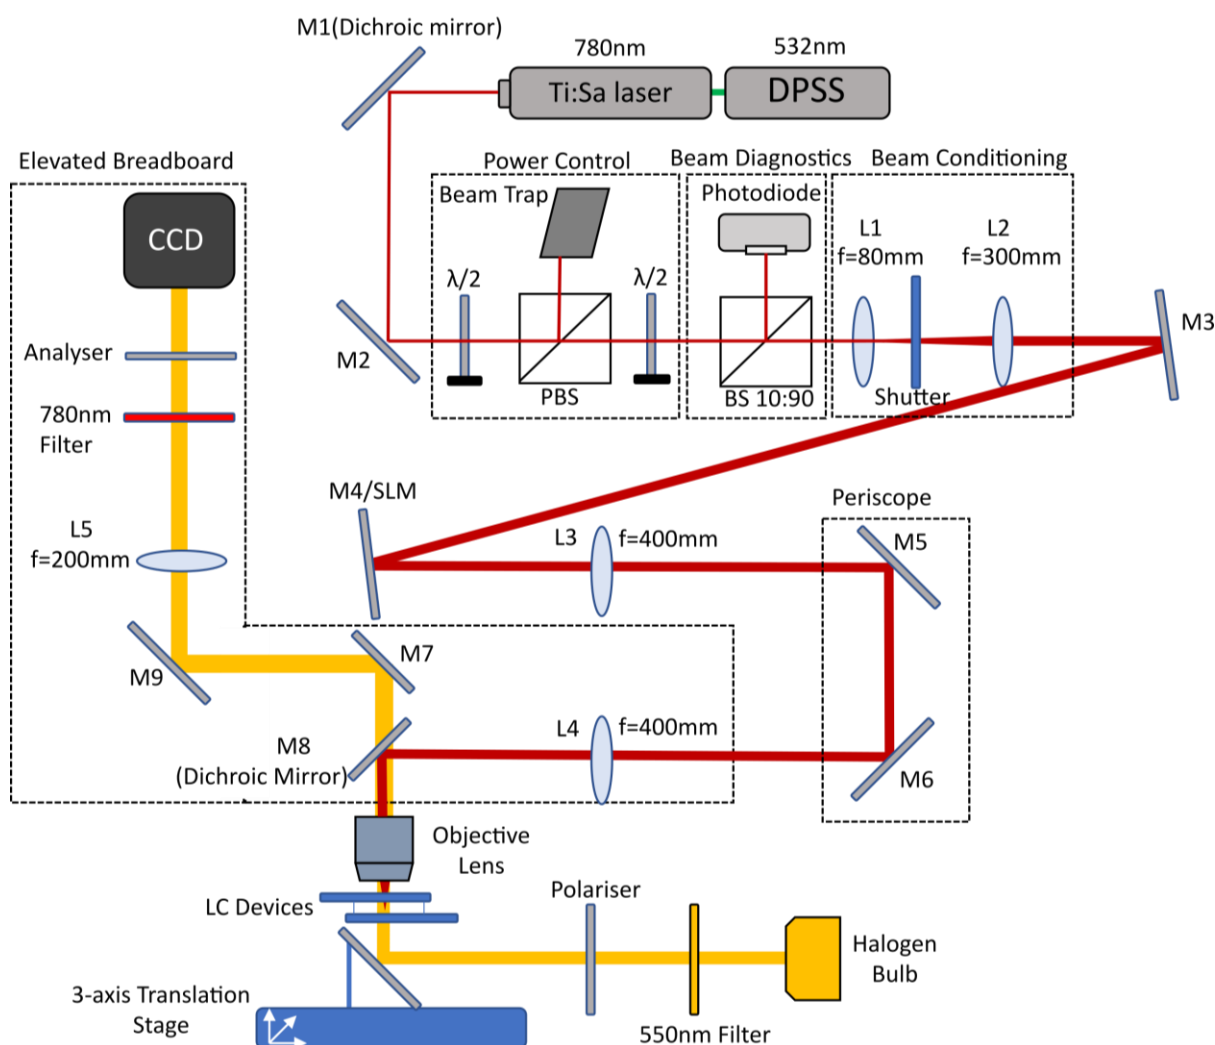 M1(Dichroic mirror)
780nm
532nm
Ti:Sa laser
DPSS
Elevated Breadboard
Power Control
Beam Diagnostics
Beam Conditioning
CCD
Beam Trap
Photodiode
L1
f=80mm
L2
f=300mm
λ/2
λ/2
M3
Analyser
M2
PBS
BS 10:90
Shutter
780nm
Filter
M4/SLM
Periscope
L5
f=200mm
L3
f=400mm
M5
M9
M7
M8
(Dichroic Mirror)
L4
f=400mm
M6
Objective
Lens
LC Devices
Polariser
Halogen
Bulb
3-axis Translation
Stage
550nm Filter